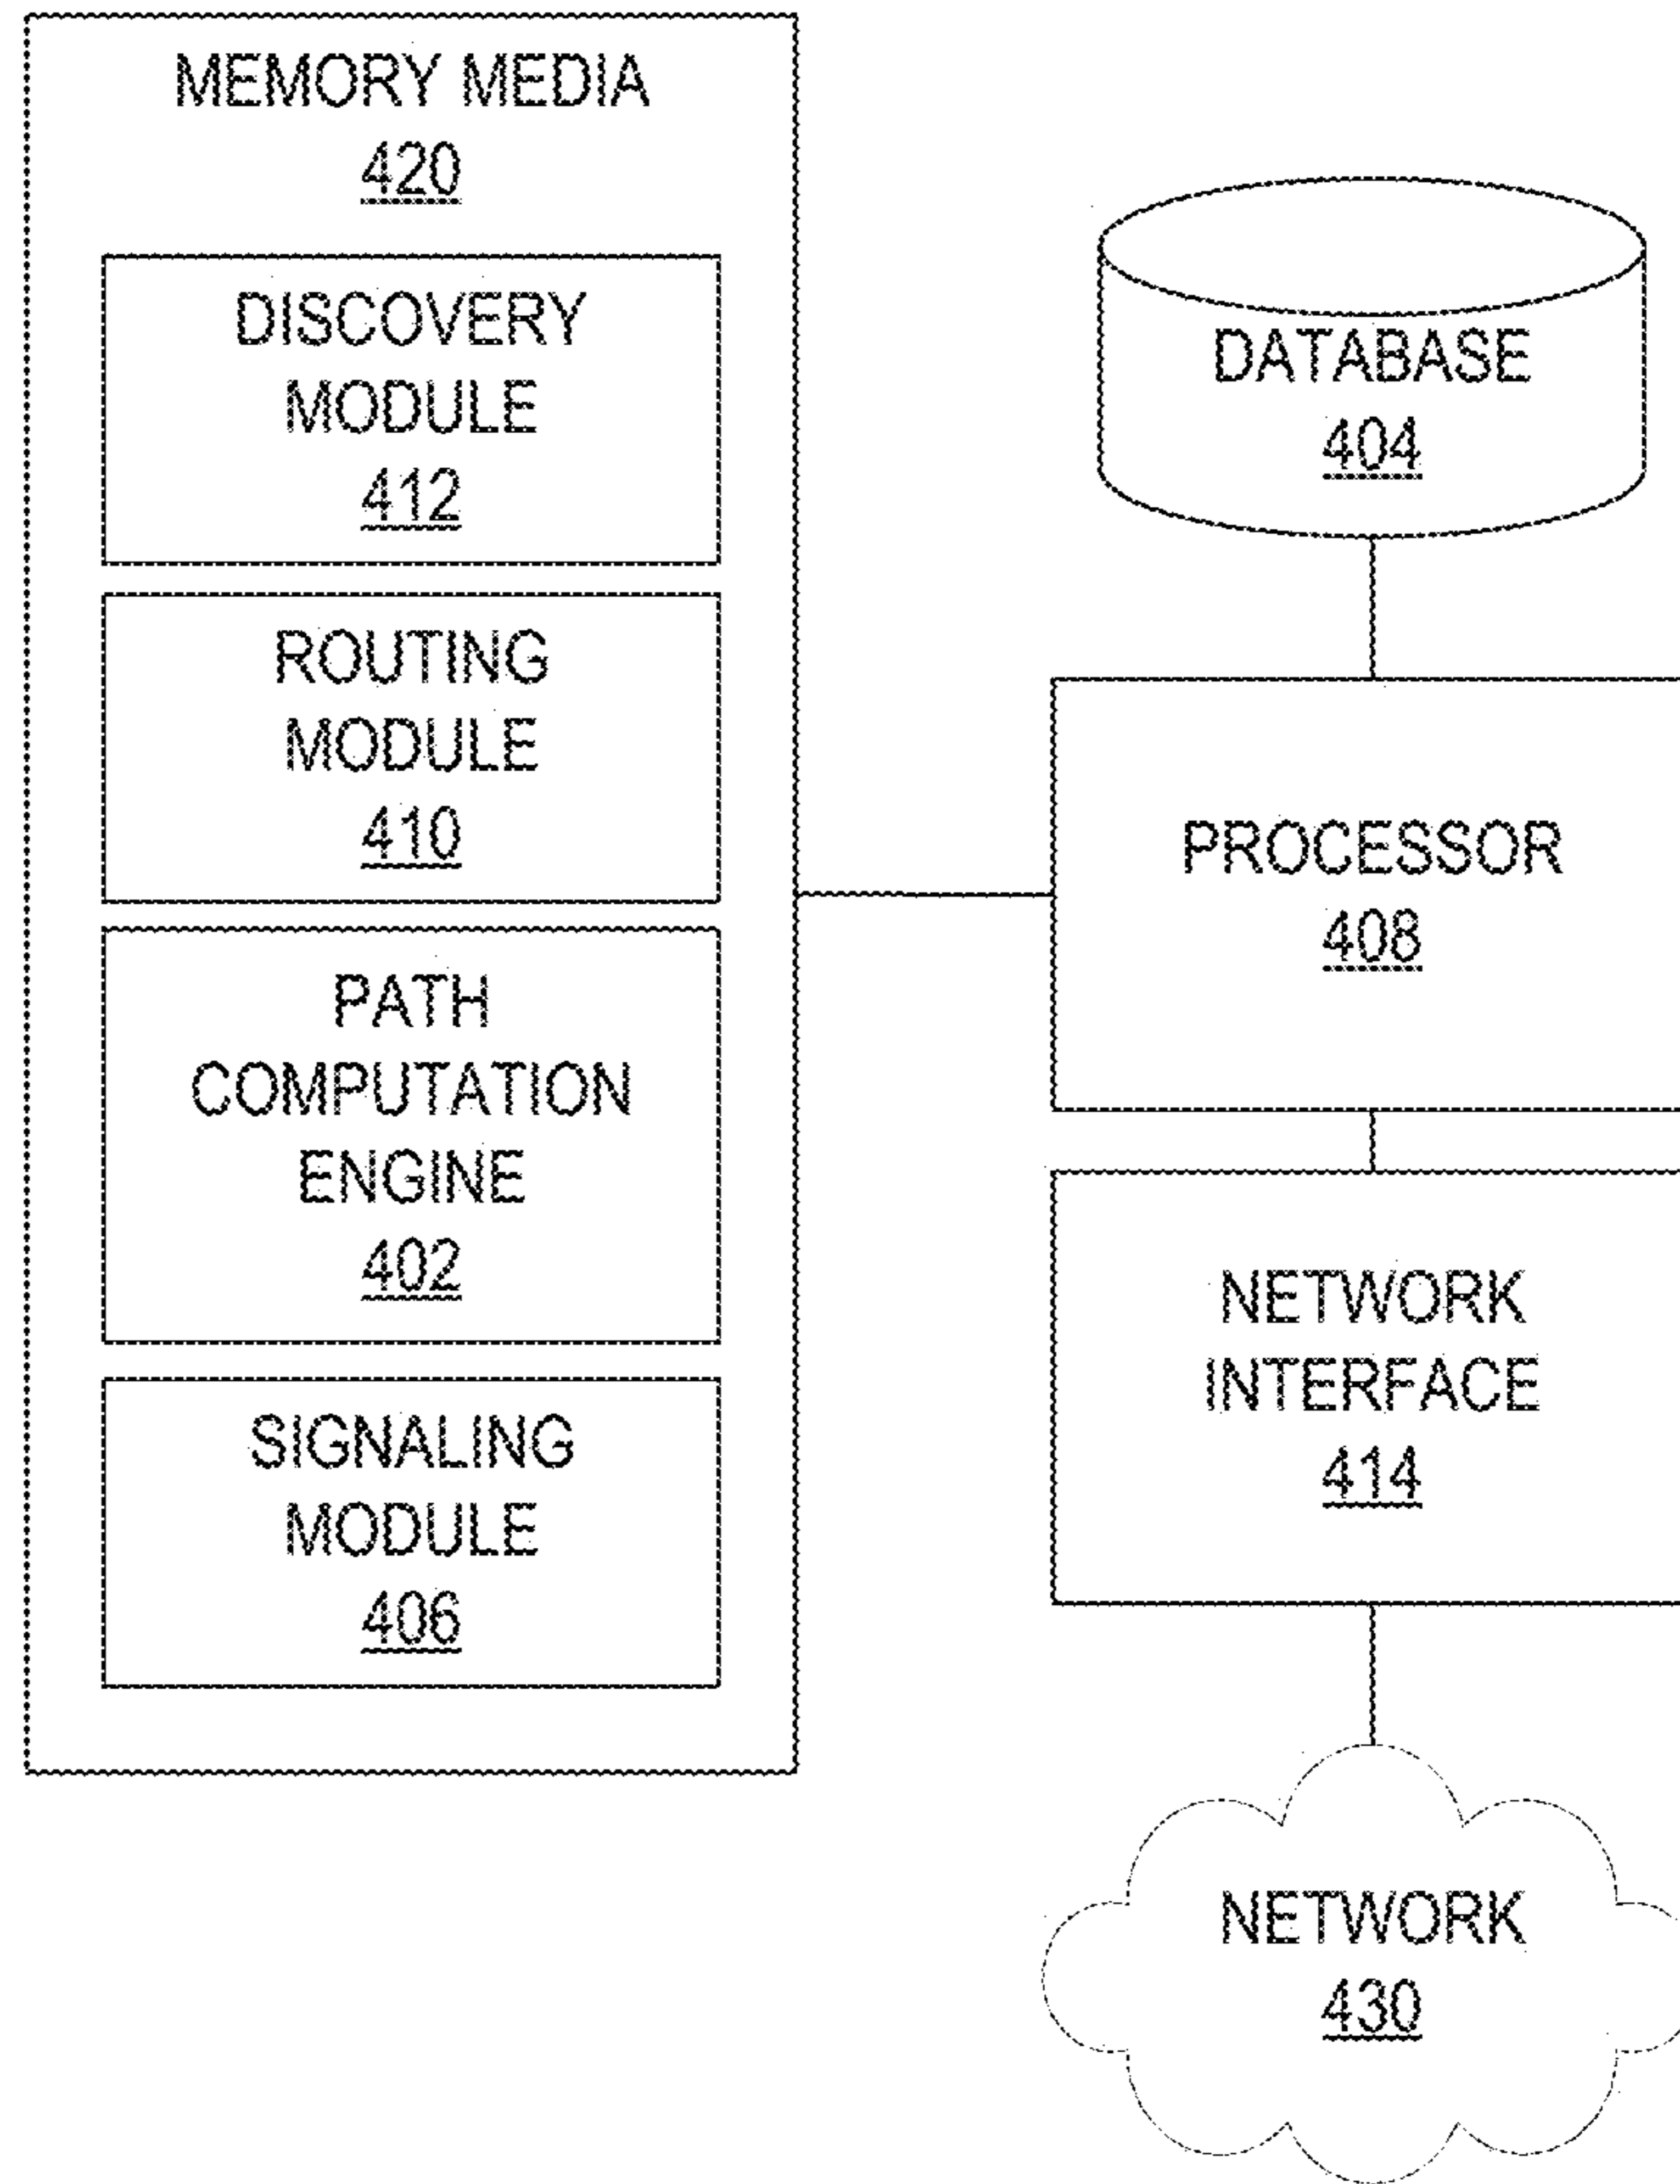 MEMORY MEDIA
420
DISCOVERY
MODULE
412
ROUTING
MODULE
410
PATH
COMPUTATION
ENGINE
402
SIGNALING
MODULE
406
DATABASE
404
PROCESSOR
408
NETWORK
INTERFACE
414
NETWORK
430